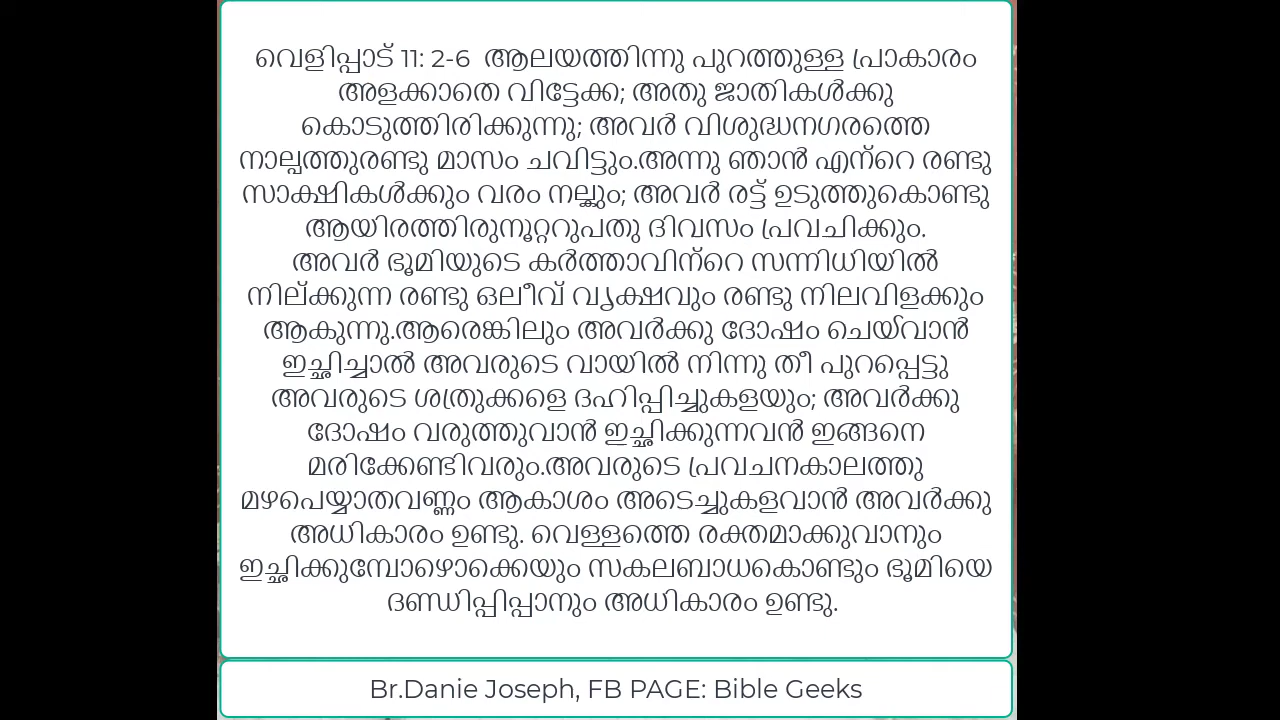 വെളിപ്പാട് 11: 2-6 ആലയത്തിന്നു പുറത്തുള്ള പ്രാകാരം
അളക്കാതെ വിട്ടേക്ക; അതു ജാതികൾക്കു
കൊടുത്തിരിക്കുന്നു; അവർ വിശുദ്ധനഗരത്തെ
നാല്പത്തുരണ്ടു മാസം ചവിട്ടും.അന്നു ഞാൻ എന്റെ രണ്ടു
സാക്ഷികൾക്കും വരം നല്കും; അവർ രട്ട് ഉടുത്തുകൊണ്ടു
ആയിരത്തിരുനൂറ്ററുപതു ദിവസം പ്രവചിക്കും.
അവർ ഭൂമിയുടെ കർത്താവിന്റെ സന്നിധിയിൽ
നില്ക്കുന്ന രണ്ടു ഒലീവ് വൃക്ഷവും രണ്ടു നിലവിളക്കും
ആകുന്നു.ആരെങ്കിലും അവർക്കു ദോഷം ചെയ്‌വാൻ
ഇച്ഛിച്ചാൽ അവരുടെ വായിൽ നിന്നു തീ പുറപ്പെട്ടു
അവരുടെ ശത്രുക്കളെ ദഹിപ്പിച്ചുകളയും; അവർക്കു
ദോഷം വരുത്തുവാൻ ഇച്ഛിക്കുന്നവൻ ഇങ്ങനെ
മരിക്കേണ്ടിവരും.അവരുടെ പ്രവചനകാലത്തു
മഴപെയ്യാതവണ്ണം ആകാശം അടെച്ചുകളവാൻ അവർക്കു
അധികാരം ഉണ്ടു. വെള്ളത്തെ രക്തമാക്കുവാനും
ഇച്ഛിക്കുമ്പോഴൊക്കെയും സകലബാധകൊണ്ടും ഭൂമിയെ
ദണ്ഡിപ്പിപ്പാനും അധികാരം ഉണ്ടു.
Br.Danie Joseph, FB PAGE: Bible Geeks